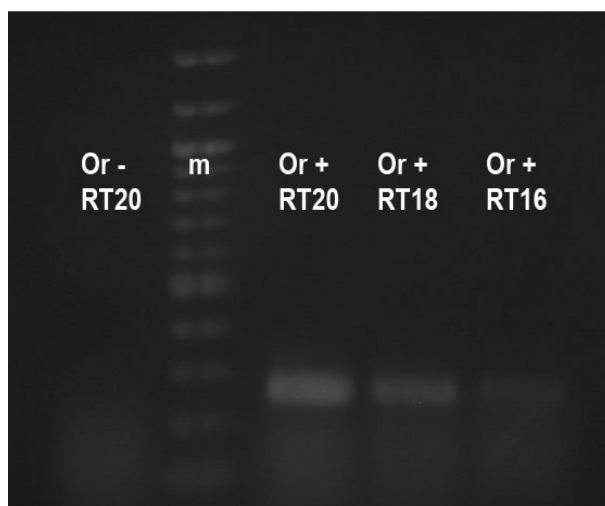 Or -
RT20
m
Or +
RT20
Or +
RT18
Or +
RT16